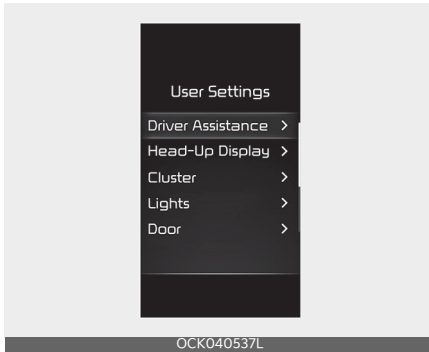 User Settings
Driver Assistance >
Head-Up Display >
Cluster >
Lights >
Door >
OCK040537L